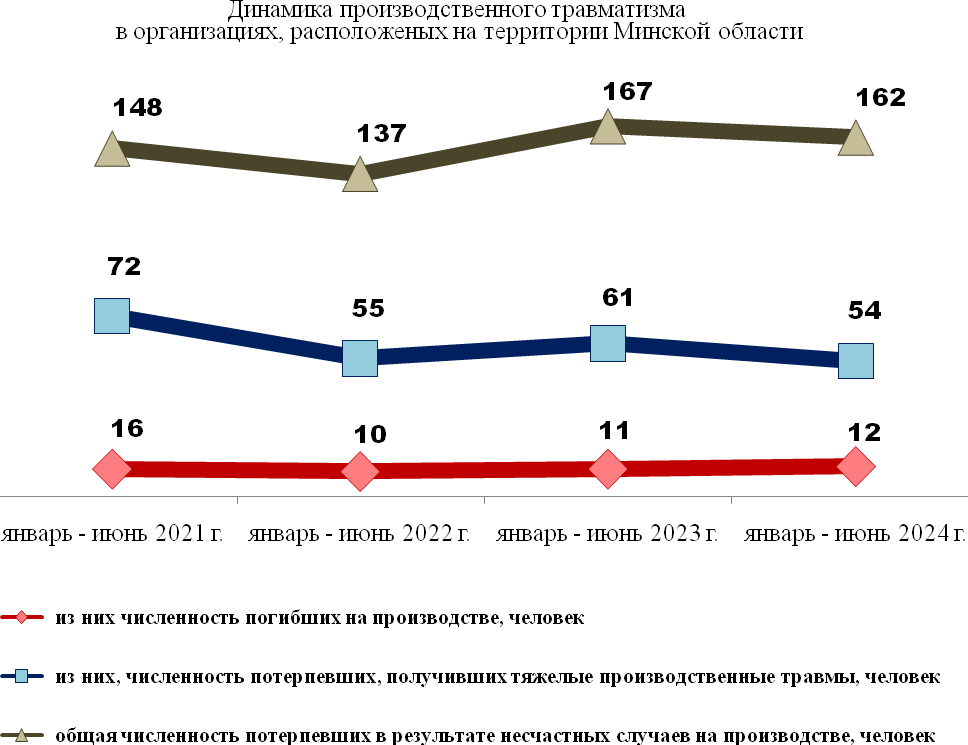 Динамика производственного травматизма
в организациях, расположеных на территории Минской области
148
137
167
162
72
55
61
54
16
10
11
12
январь - июнь 2021 г.
январь - июнь 2022 г.
январь - июнь 2023 г.
январь - июнь 2024 г.
из них численность погибших на производстве, человек
из них, численность потерпевших, получивших тяжелые производственные травмы, человек
общая численность потерпевших в результате несчастных случаев на производстве, человек